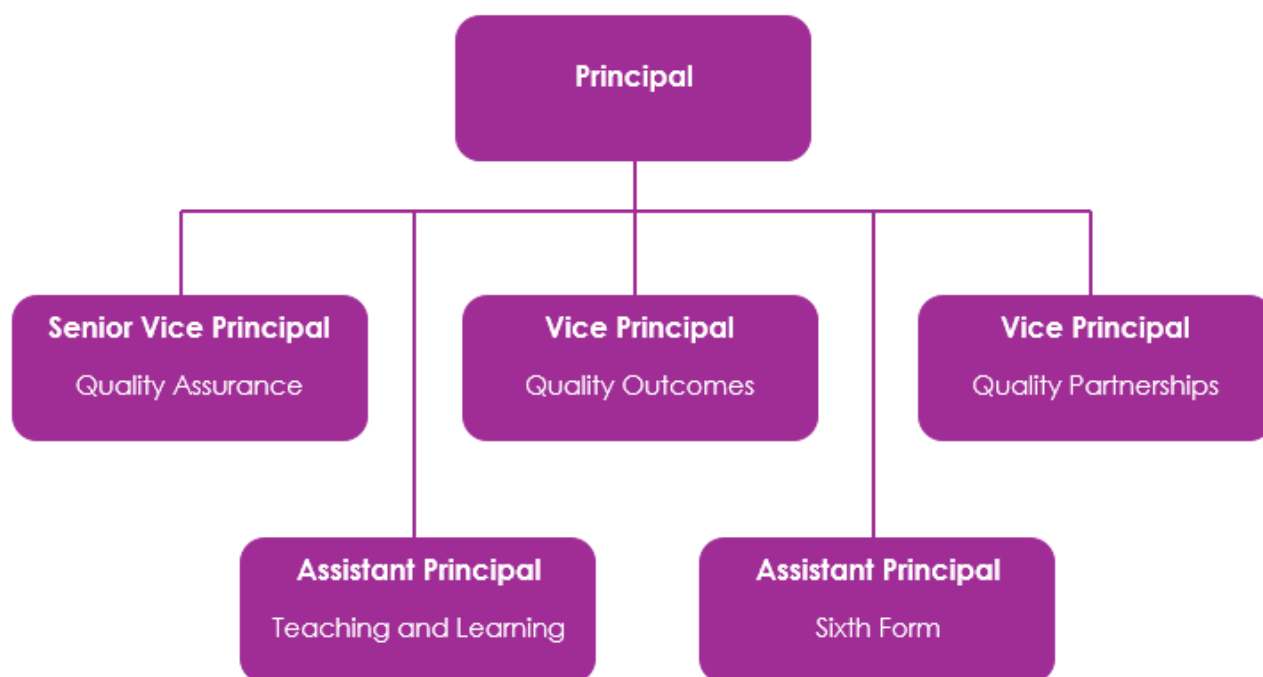 Principal
Senior Vice Principal
Quality Assurance
Vice Principal
Quality Outcomes
Vice Principal
Quality Partnerships
Assistant Principal
Teaching and Learning
Assistant Principal
Sixth Form